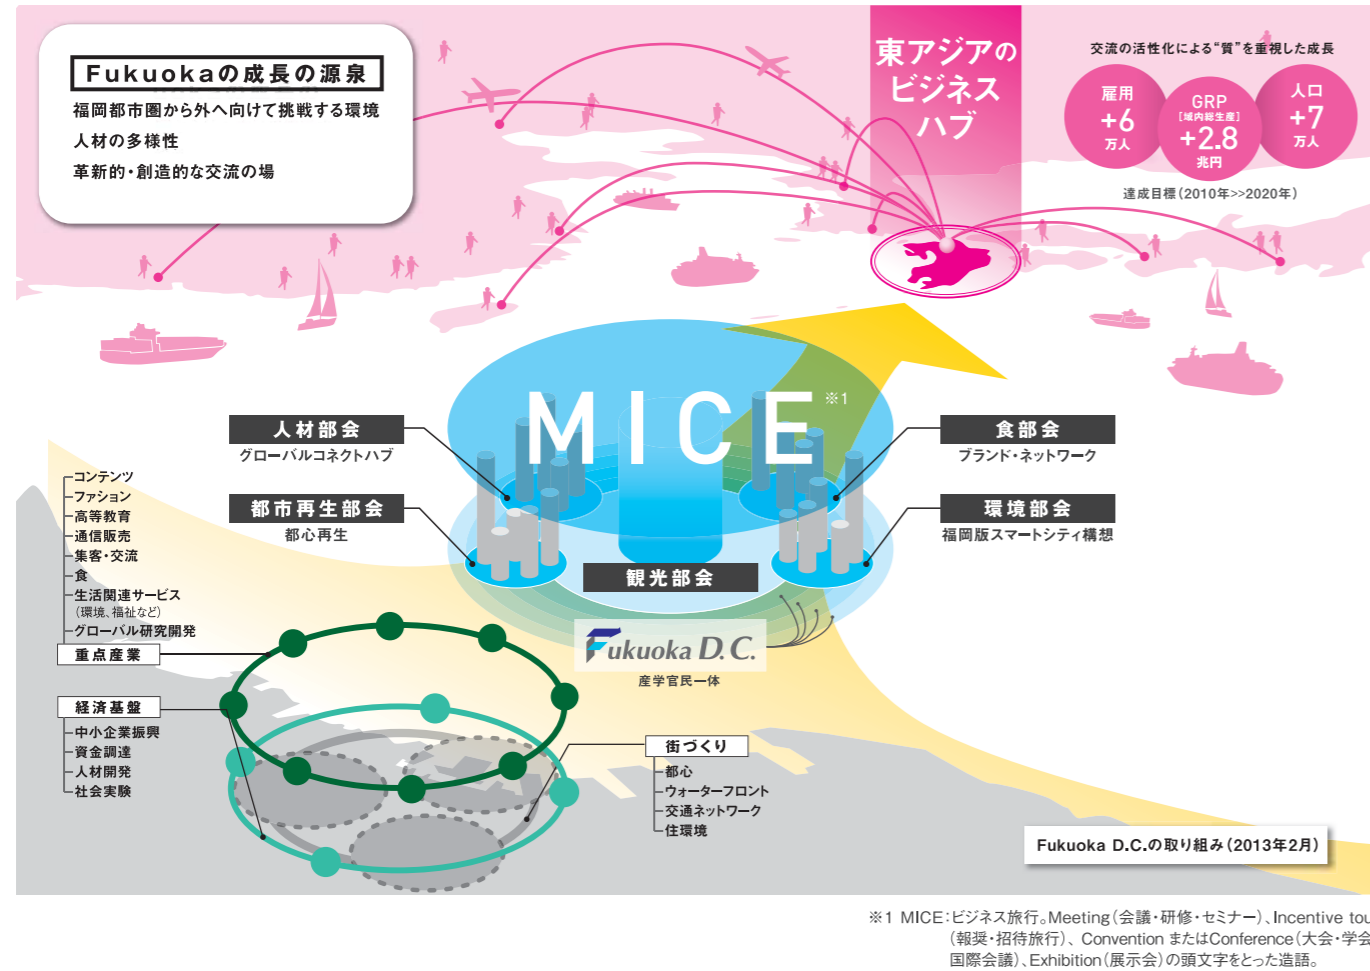 Fukuokaの成長の源泉
福岡都市圏から外へ向けて挑戦する環境
人材の多様性
革新的・創造的な交流の場
東アジアの
ビジネス
ハブ
交流の活性化による“質”を重視した成長
雇用
+6
万人
GRP
[域内総生産]
+2.8
兆円
人口
+7
万人
達成目標（2010年>>2020年）
MICE※1
人材部会
グローバルコネクトハブ
都市再生部会
都心再生
食部会
ブランド・ネットワーク
環境部会
福岡版スマートシティ構想
観光部会
Fukuoka D.C.
産学官民一体
コンテンツ
ファション
高等教育
通信販売
集客・交流
食
生活関連サービス
（環境、福祉など）
グローバル研究開発
重点産業
経済基盤
中小企業振興
資金調達
人材開発
社会実験
街づくり
都心
ウォーターフロント
交通ネットワーク
住環境
Fukuoka D.C.の取り組み（2013年2月）
※1 MICE：ビジネス旅行。Meeting（会議・研修・セミナー）、Incentive tou
（報奨・招待旅行）、Convention またはConference（大会・学会
国際会議）、Exhibition（展示会）の頭文字をとった造語。